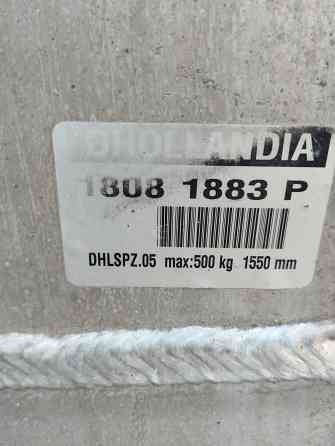 DHOLLANDIA
1808 1883 P
DHLSPZ.05 max:500 kg 1550 mm